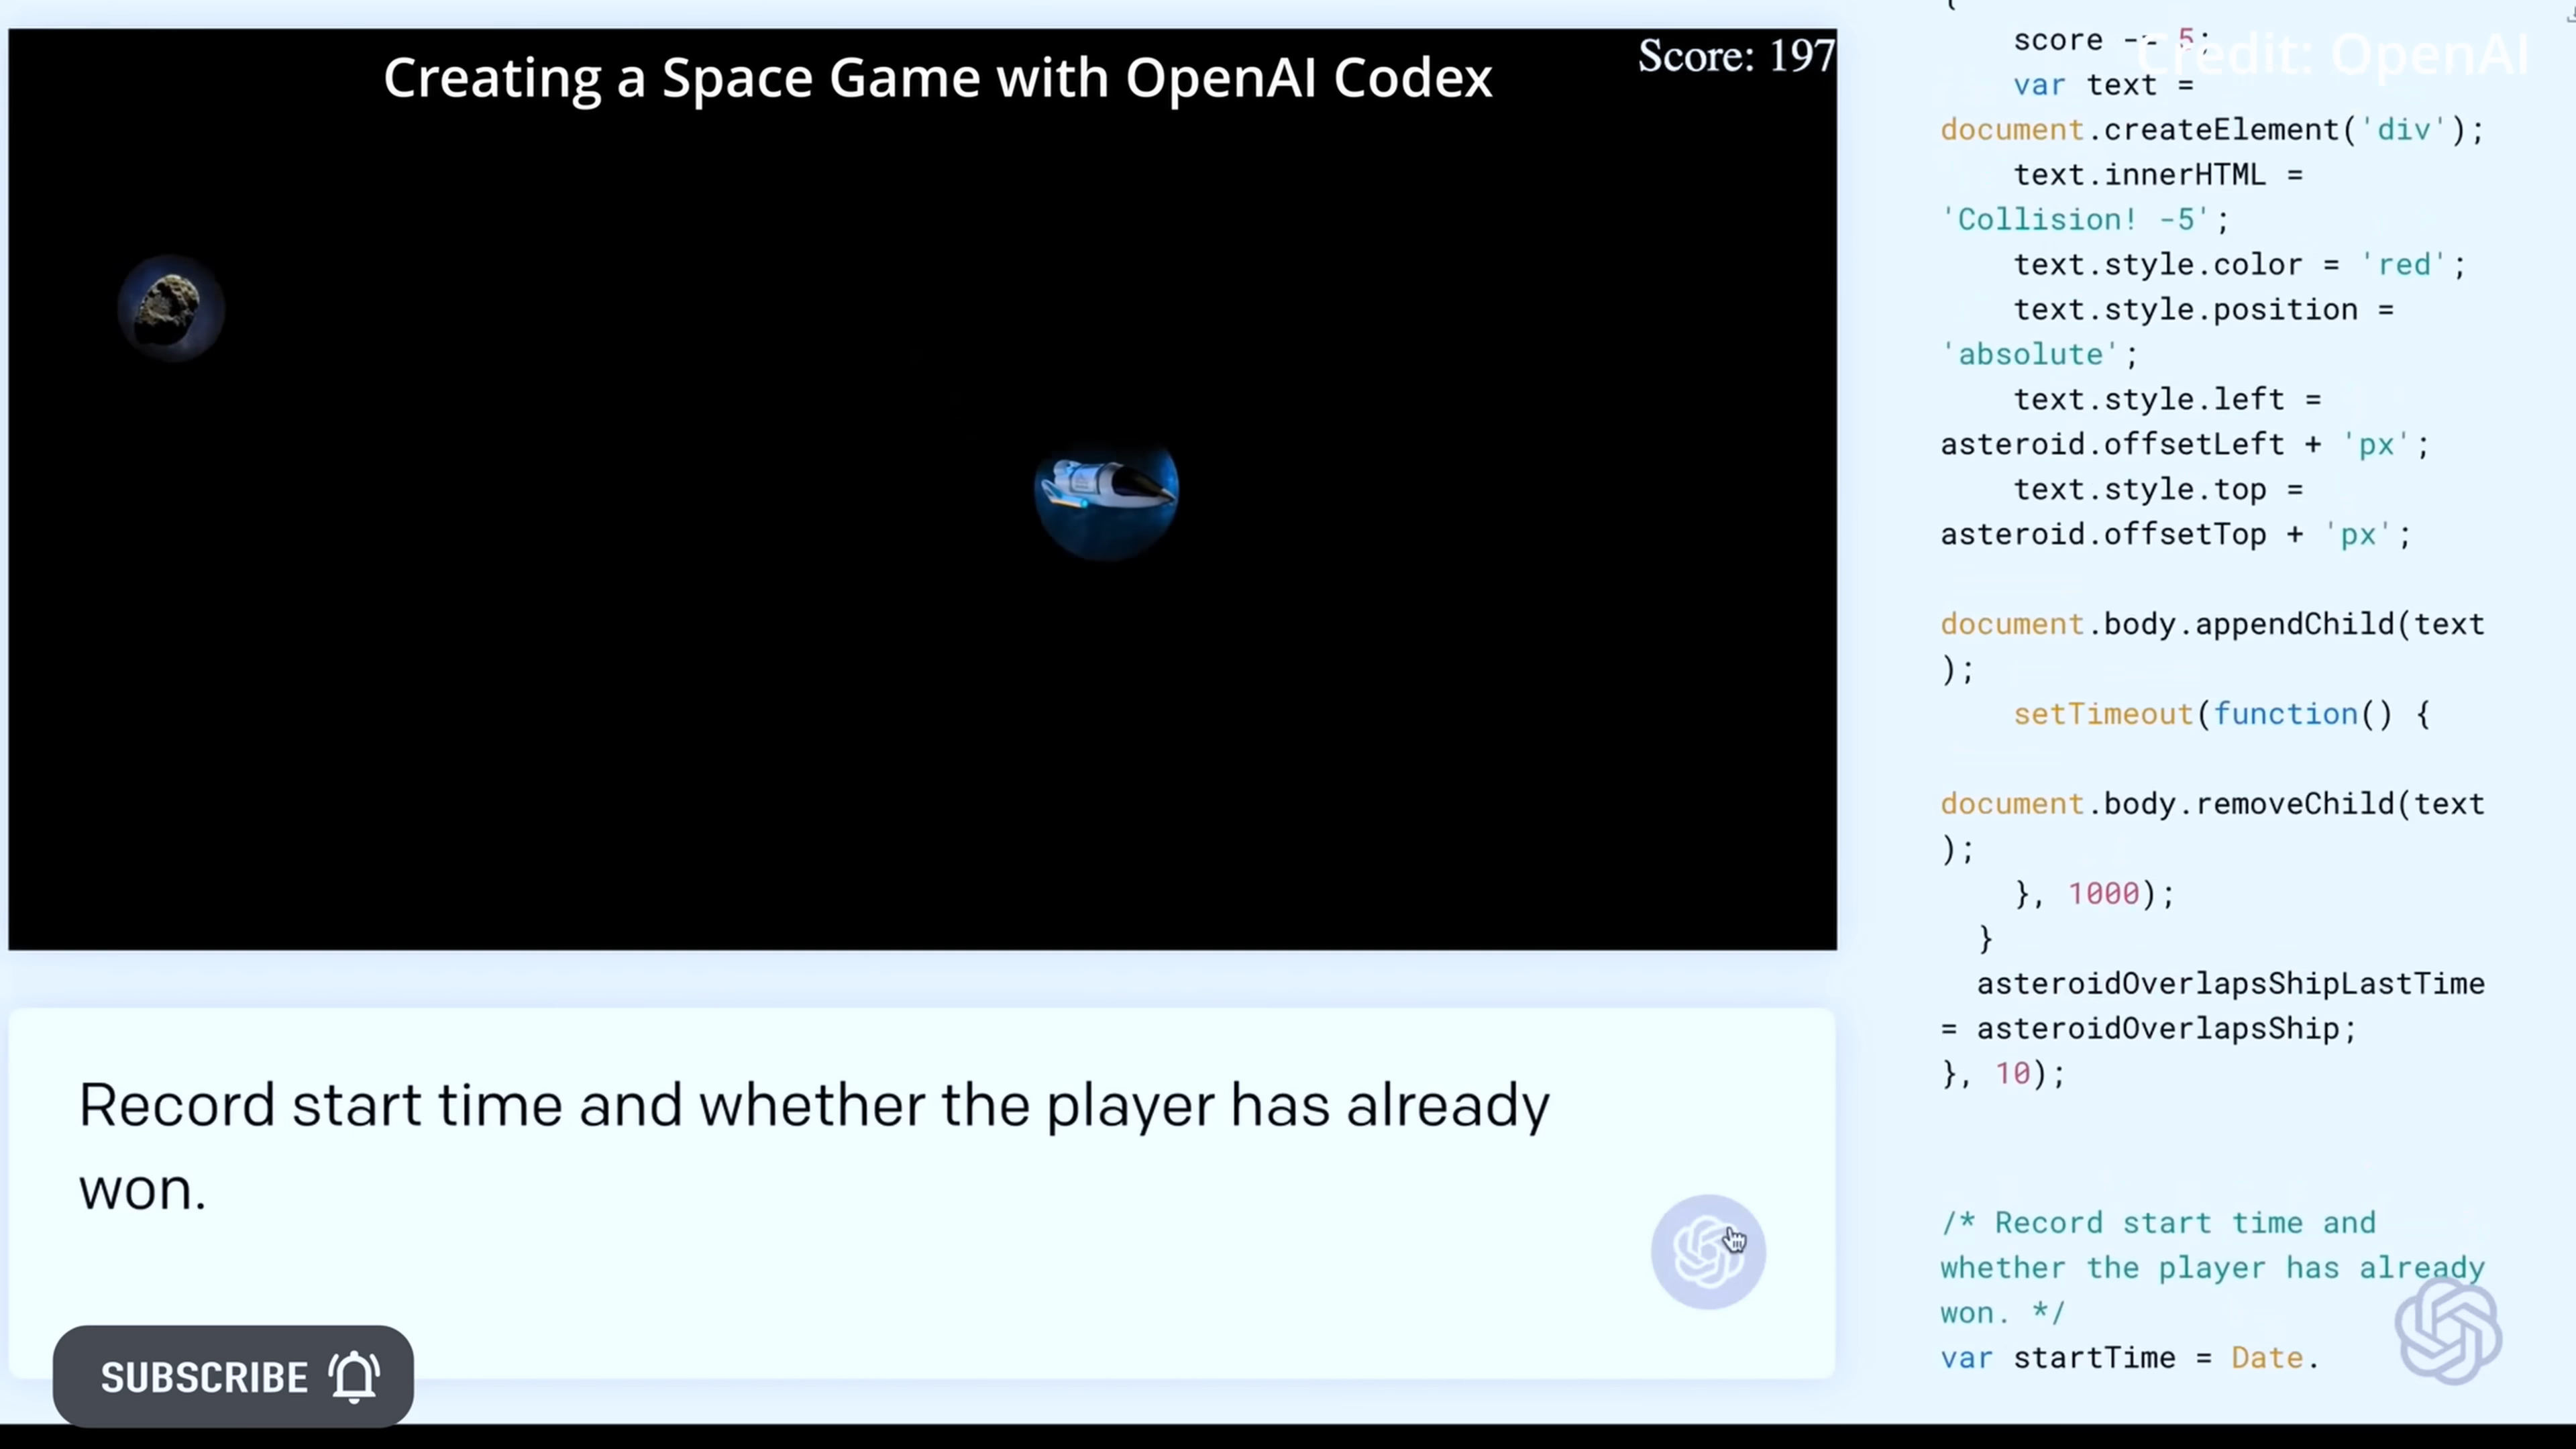 Creating a Space Game with OpenAI Codex
Score: 197
Record start time and whether the player has already
won.
SUBSCRIBE
Credit: OpenAI
{
score -= 5;
var text =
document.createElement('div');
text.innerHTML =
'Collision! -5';
text.style.color = 'red';
text.style.position =
'absolute';
text.style.left =
asteroid.offsetLeft + 'px';
text.style.top =
asteroid.offsetTop + 'px';
document.body.appendChild(text
);
setTimeout(function() {
document.body.removeChild(text
);
}, 1000);
}
asteroidOverlapsShipLastTime
= asteroidOverlapsShip;
}, 10);
/* Record start time and
whether the player has already
won. */
var startTime = Date.